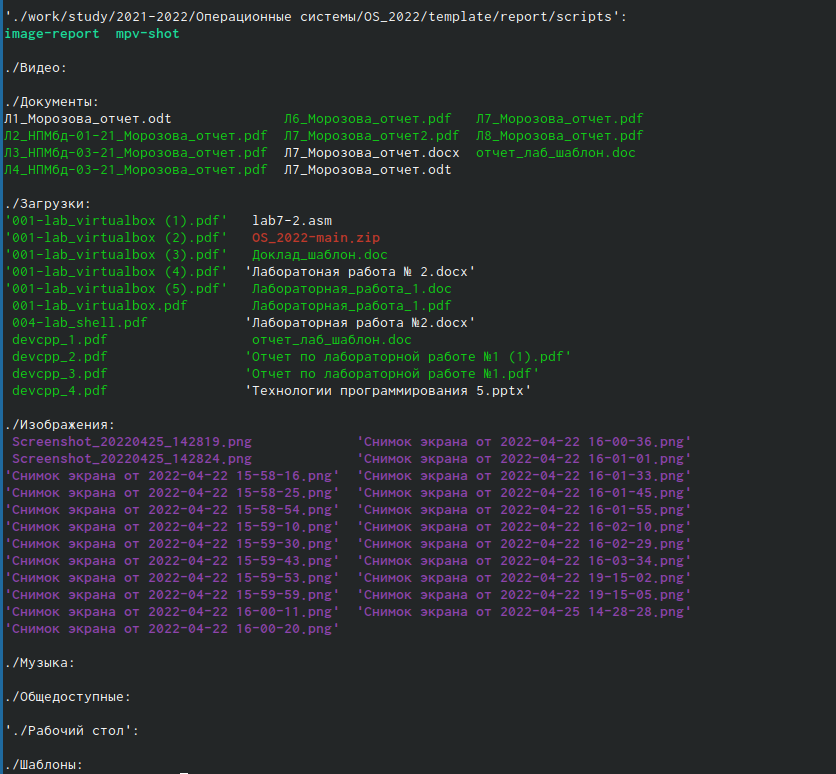 './work/study/2021-2022/Операционные системы/OS_2022/template/report/scripts':
image-report  mpv-shot
./Видео:
./Документы:
Л1_Морозова_отчет.odt  Л6_Морозова_отчет.pdf  Л7_Морозова_отчет.pdf
Л2_НПМбд-01-21_Морозова_отчет.pdf  Л7_Морозова_отчет2.pdf  Л8_Морозова_отчет.pdf
Л3_НПМбд-03-21_Морозова_отчет.pdf  Л7_Морозова_отчет.docx  отчет_лаб_шаблон.doc
Л4_НПМбд-03-21_Морозова_отчет.pdf  Л7_Морозова_отчет.odt
./Загрузки:
'001-lab_virtualbox (1).pdf'  lab7-2.asm
'001-lab_virtualbox (2).pdf'  OS_2022-main.zip
'001-lab_virtualbox (3).pdf'  Доклад_шаблон.doc
'001-lab_virtualbox (4).pdf'  'Лаборатоная работа № 2.docx'
'001-lab_virtualbox (5).pdf'  Лабораторная_работа_1.doc
001-lab_virtualbox.pdf  Лабораторная_работа_1.pdf
004-lab_shell.pdf  'Лабораторная работа №2.docx'
devcpp_1.pdf  отчет_лаб_шаблон.doc
devcpp_2.pdf  'Отчет по лабораторной работе №1 (1).pdf'
devcpp_3.pdf  'Отчет по лабораторной работе №1.pdf'
devcpp_4.pdf  'Технологии программирования 5.pptx'
./Изображения:
Screenshot_20220425_142819.png  'Снимок экрана от 2022-04-22 16-00-36.png'
Screenshot_20220425_142824.png  'Снимок экрана от 2022-04-22 16-01-01.png'
'Снимок экрана от 2022-04-22 15-58-16.png'  'Снимок экрана от 2022-04-22 16-01-33.png'
'Снимок экрана от 2022-04-22 15-58-25.png'  'Снимок экрана от 2022-04-22 16-01-45.png'
'Снимок экрана от 2022-04-22 15-58-54.png'  'Снимок экрана от 2022-04-22 16-01-55.png'
'Снимок экрана от 2022-04-22 15-59-10.png'  'Снимок экрана от 2022-04-22 16-02-10.png'
'Снимок экрана от 2022-04-22 15-59-30.png'  'Снимок экрана от 2022-04-22 16-02-29.png'
'Снимок экрана от 2022-04-22 15-59-43.png'  'Снимок экрана от 2022-04-22 16-03-34.png'
'Снимок экрана от 2022-04-22 15-59-53.png'  'Снимок экрана от 2022-04-22 19-15-02.png'
'Снимок экрана от 2022-04-22 15-59-59.png'  'Снимок экрана от 2022-04-22 19-15-05.png'
'Снимок экрана от 2022-04-22 16-00-11.png'  'Снимок экрана от 2022-04-25 14-28-28.png'
'Снимок экрана от 2022-04-22 16-00-20.png'
./Музыка:
./Общедоступные:
'./Рабочий стол':
./Шаблоны: